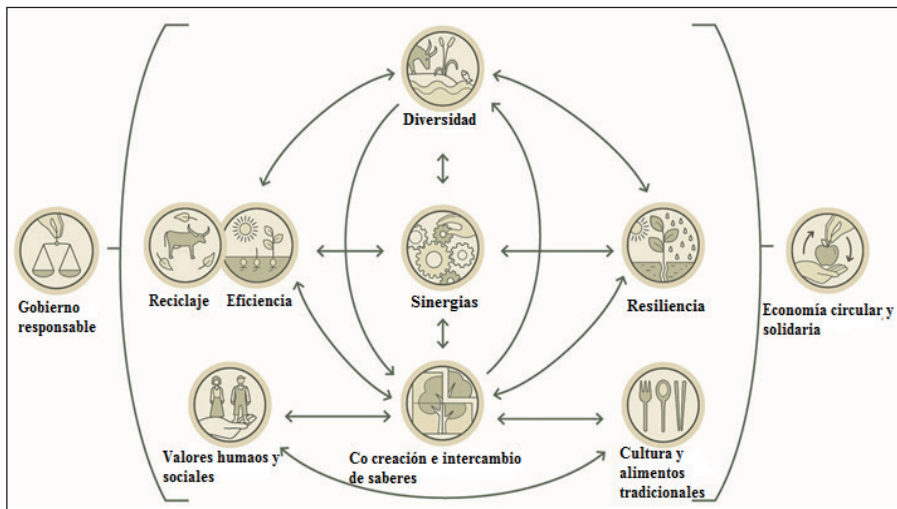 Diversidad
Reciclaje
Eficiencia
Sinergias
Resiliencia
Gobierno
responsable
Economía circular y
solidaria
Valores humaos y
sociales
Co creación e intercambio
de saberes
Cultura y
alimentos
tradicionales